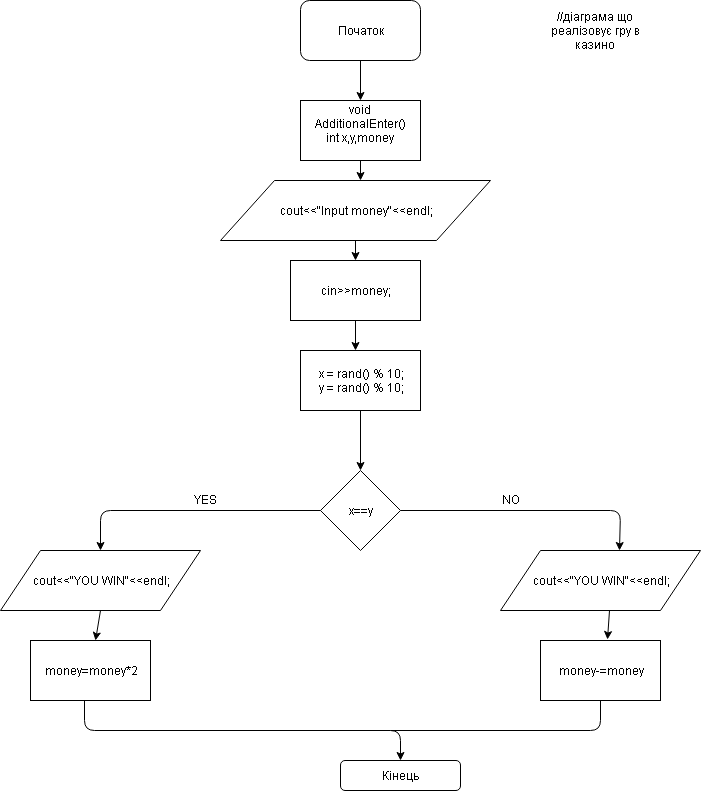 Початок
//діаграма що
реалізовує гру в
казино
void
AdditionalEnter()
int x,y,money
cout<<"Input money"<<endl;
cin>>money;
x = rand() % 10;
y = rand() % 10;
x==y
YES
NO
cout<<"YOU WIN"<<endl;
cout<<"YOU WIN"<<endl;
money=money*2
money-=money
Кінець